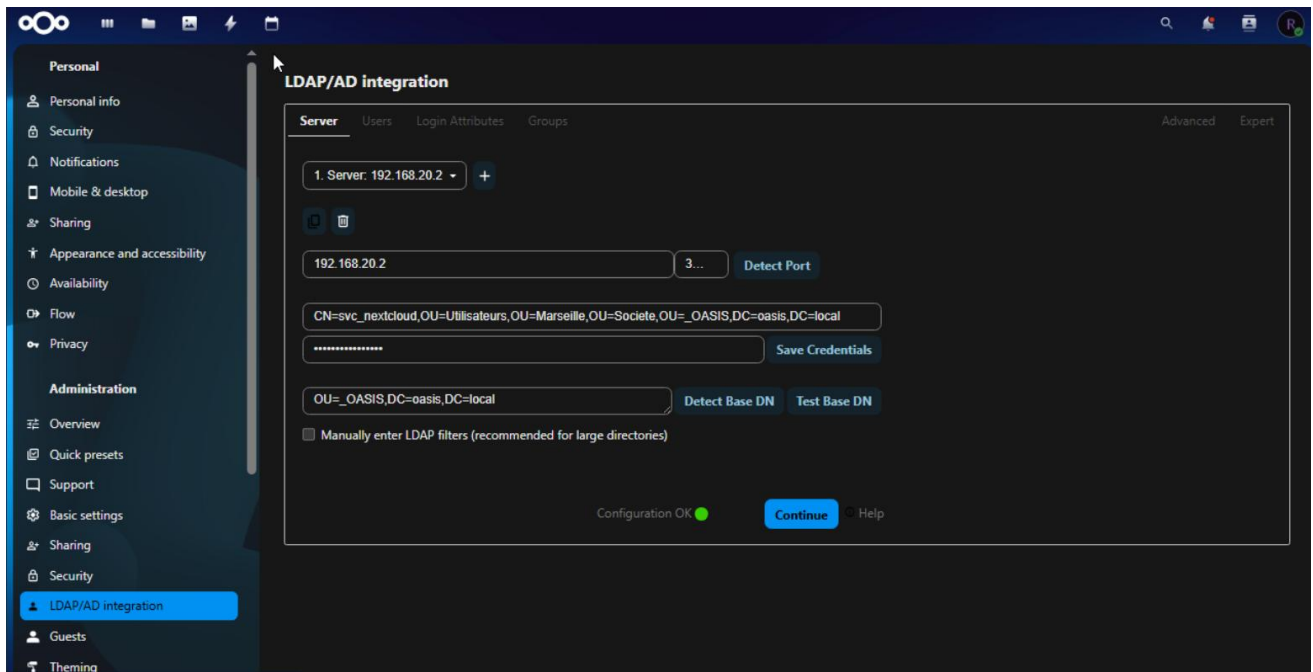 R
Personal
Personal info
Security
Notifications
Mobile & desktop
Sharing
Appearance and accessibility
Availability
Flow
Privacy
Administration
Overview
Quick presets
Support
Basic settings
Sharing
Security
LDAP/AD integration
Guests
Theming
LDAP/AD integration
Server Users Login Attributes Groups Advanced Expert
1. Server: 192.168.20.2
192.168.20.2 3... Detect Port
CN=svc_nextcloud,OU=Utilisateurs,OU=Marseille,OU=Societe,OU=_OASIS,DC=oasis,DC=local
Save Credentials
OU=_OASIS,DC=oasis,DC=local Detect Base DN Test Base DN
Manually enter LDAP filters (recommended for large directories)
Configuration OK Continue Help